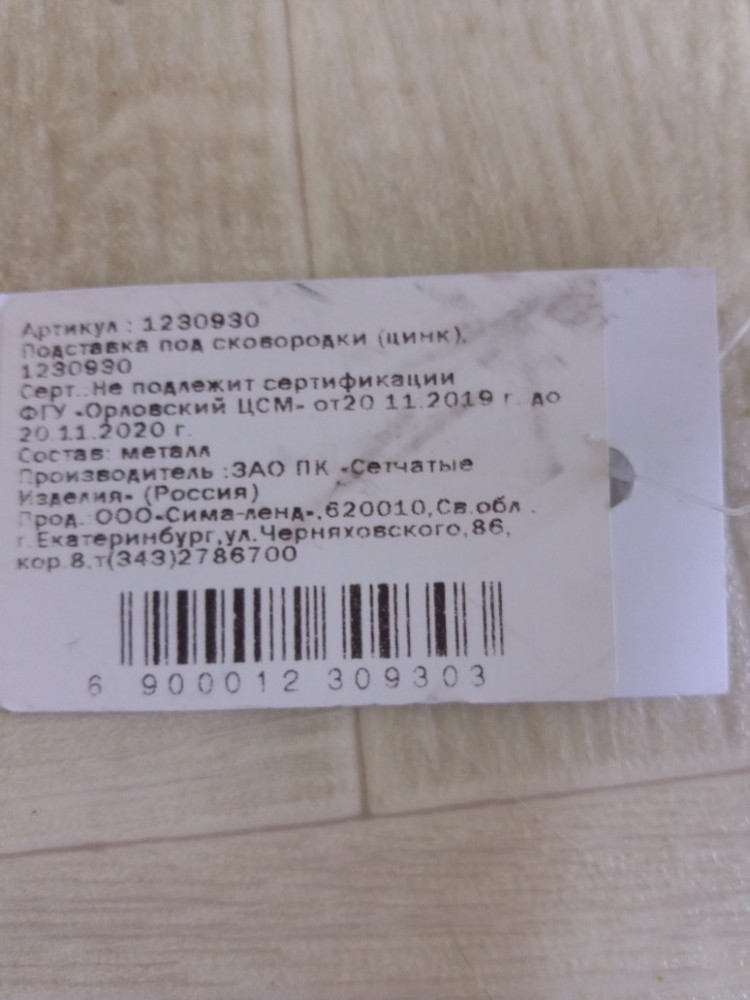 Артикул : 1230930
Подставка под сковородки (цинк),
1230930
Серт.:Не подлежит сертификации
ФГУ «Орловский ЦСМ» от20 11.2019 г. до
20.11.2020 г.
Состав: металл
Производитель :ЗАО ПК «Сетчатые
Изделия» (Россия)
Прод.:ООО«Сима-ленд»,620010,Св.обл.,
г.Екатеринбург,ул.Черняховского,86,
кор.8,т(343)2786700
6 900012 309303